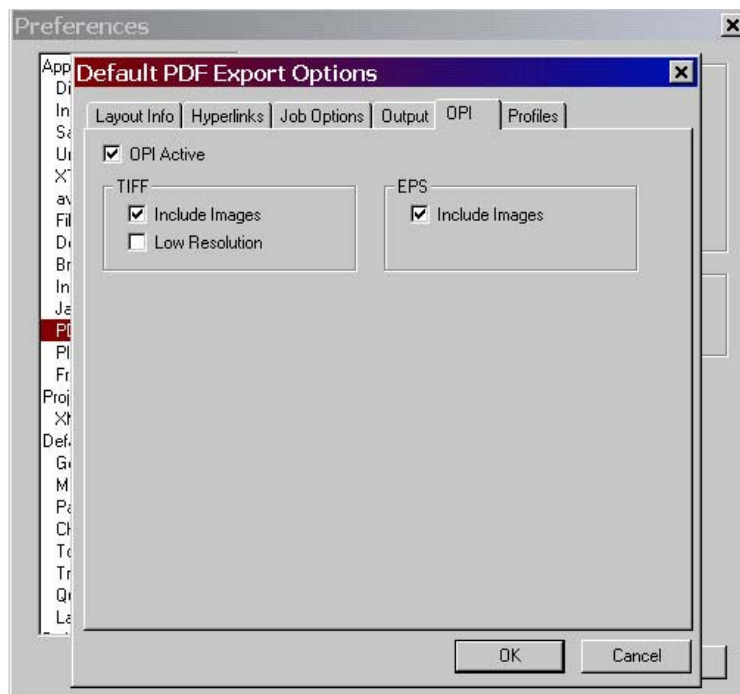 Preferences
Default PDF Export Options
Layout Info Hyperlinks Job Options Output OPI Profiles
OPI Active
TIFF
Include Images
Low Resolution
EPS
Include Images
OK Cancel